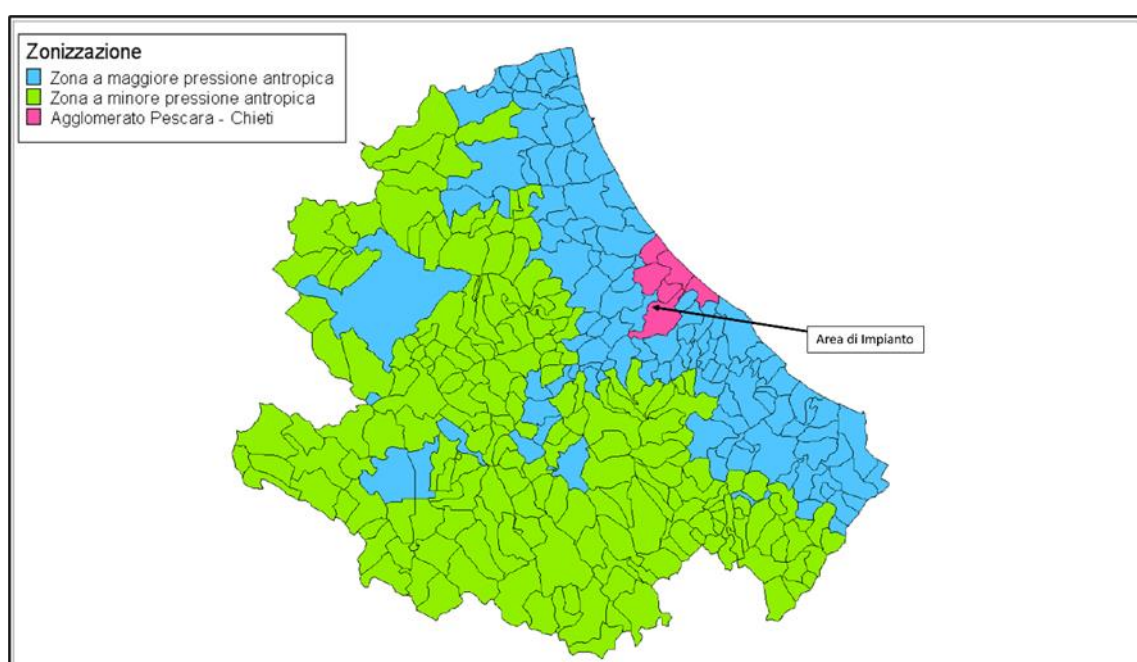 Zonizzazione
Zona a maggiore pressione antropica
Zona a minore pressione antropica
Agglomerato Pescara - Chieti
Area di Impianto